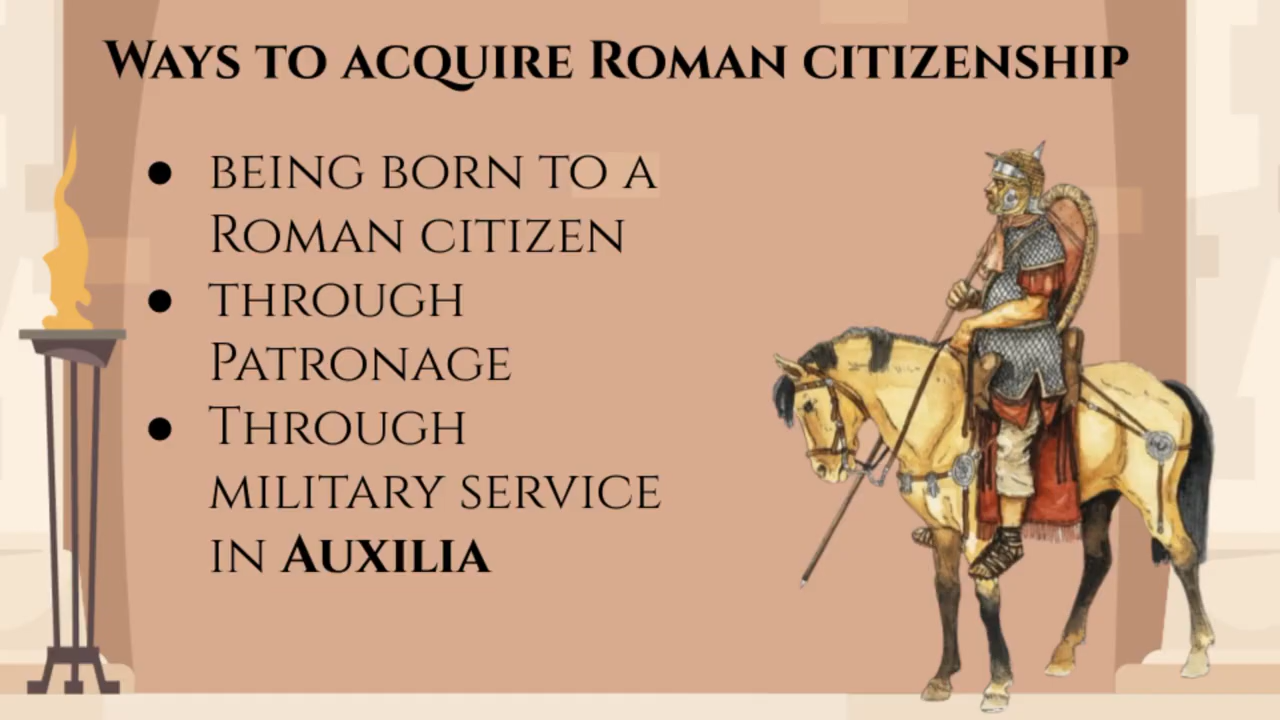 Ways to acquire Roman citizenship
● being born to a
Roman citizen
● through
Patronage
● Through
military service
in Auxilia